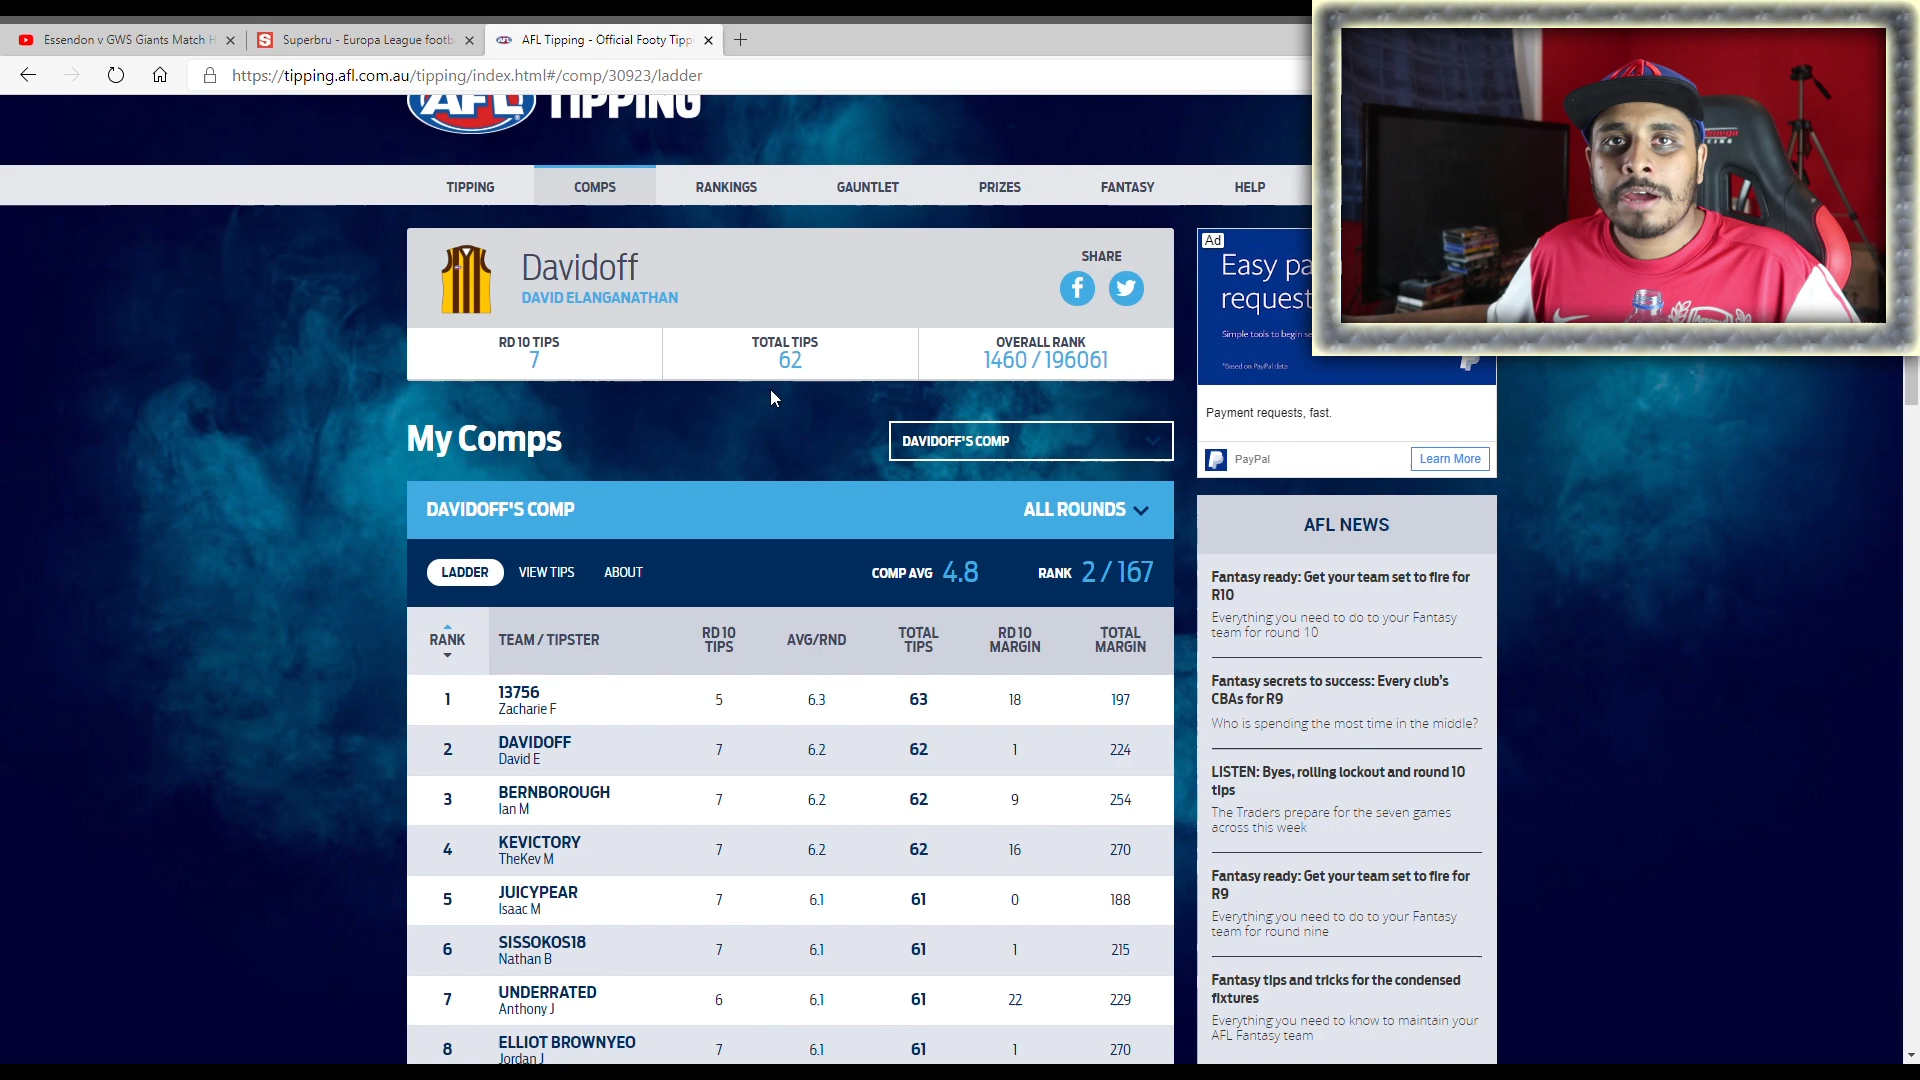 Essendon v GWS Giants Match H
Superbru - Europa League footb
AFL Tipping - Official Footy Tipp
https://tipping.afl.com.au/tipping/index.html#/comp/30923/ladder
AFL TIPPING
TIPPING COMPS RANKINGS GAUNTLET PRIZES FANTASY HELP
Davidoff
DAVID ELANGANATHAN
SHARE
RD 10 TIPS
7
TOTAL TIPS
62
OVERALL RANK
1460 / 196061
My Comps
DAVIDOFF'S COMP
DAVIDOFF'S COMP ALL ROUNDS
LADDER VIEW TIPS ABOUT COMP AVG 4.8 RANK 2 / 167
RANK TEAM / TIPSTER RD 10 TIPS AVG/RND TOTAL TIPS RD 10 MARGIN TOTAL MARGIN
1 13756 5 6.3 63 18 197
Zacharie F
2 DAVIDOFF 7 6.2 62 1 224
David E
3 BERNBOROUGH 7 6.2 62 9 254
Ian M
4 KEVICTORY 7 6.2 62 16 270
TheKev M
5 JUICYPEAR 7 6.1 61 0 188
Isaac M
6 SISSOKOS18 7 6.1 61 1 215
Nathan B
7 UNDERRATED 6 6.1 61 22 229
Anthony J
8 ELLIOT BROWNYEO 7 6.1 61 1 270
Jordan J
Ad
Easy pa
request
Simple tools to begin se
*Based on PayPal data
Payment requests, fast.
PayPal
Learn More
AFL NEWS
Fantasy ready: Get your team set to fire for
R10
Everything you need to do to your Fantasy
team for round 10
Fantasy secrets to success: Every club's
CBAs for R9
Who is spending the most time in the middle?
LISTEN: Byes, rolling lockout and round 10
tips
The Traders prepare for the seven games
across this week
Fantasy ready: Get your team set to fire for
R9
Everything you need to do to your Fantasy
team for round nine
Fantasy tips and tricks for the condensed
fixtures
Everything you need to know to maintain your
AFL Fantasy team